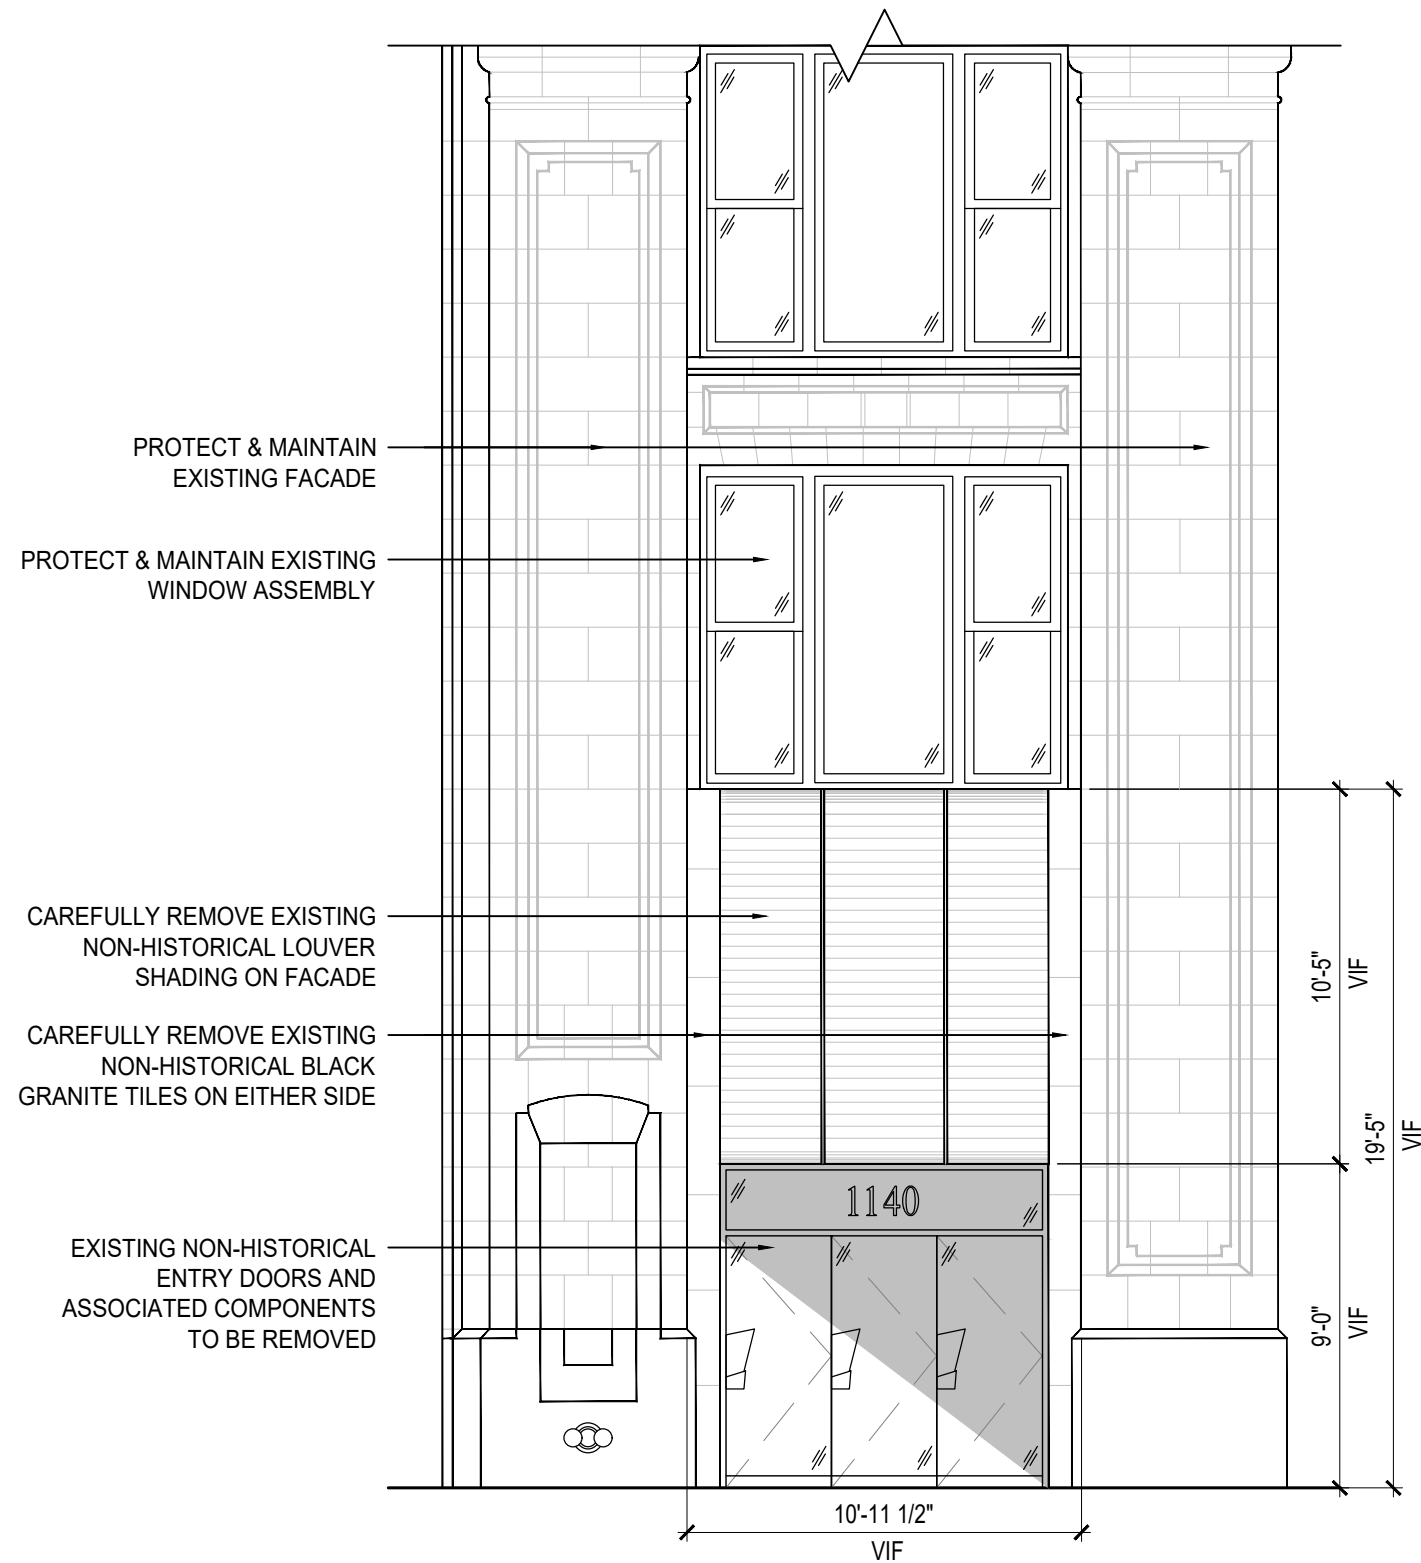 PROTECT & MAINTAIN
EXISTING FACADE
PROTECT & MAINTAIN EXISTING
WINDOW ASSEMBLY
CAREFULLY REMOVE EXISTING
NON-HISTORICAL LOUVER
SHADING ON FACADE
CAREFULLY REMOVE EXISTING
NON-HISTORICAL BLACK
GRANITE TILES ON EITHER SIDE
EXISTING NON-HISTORICAL
ENTRY DOORS AND
ASSOCIATED COMPONENTS
TO BE REMOVED
1140
10'-5"
VIF
19'-5"
VIF
9'-0"
VIF
10'-11 1/2"
VIF